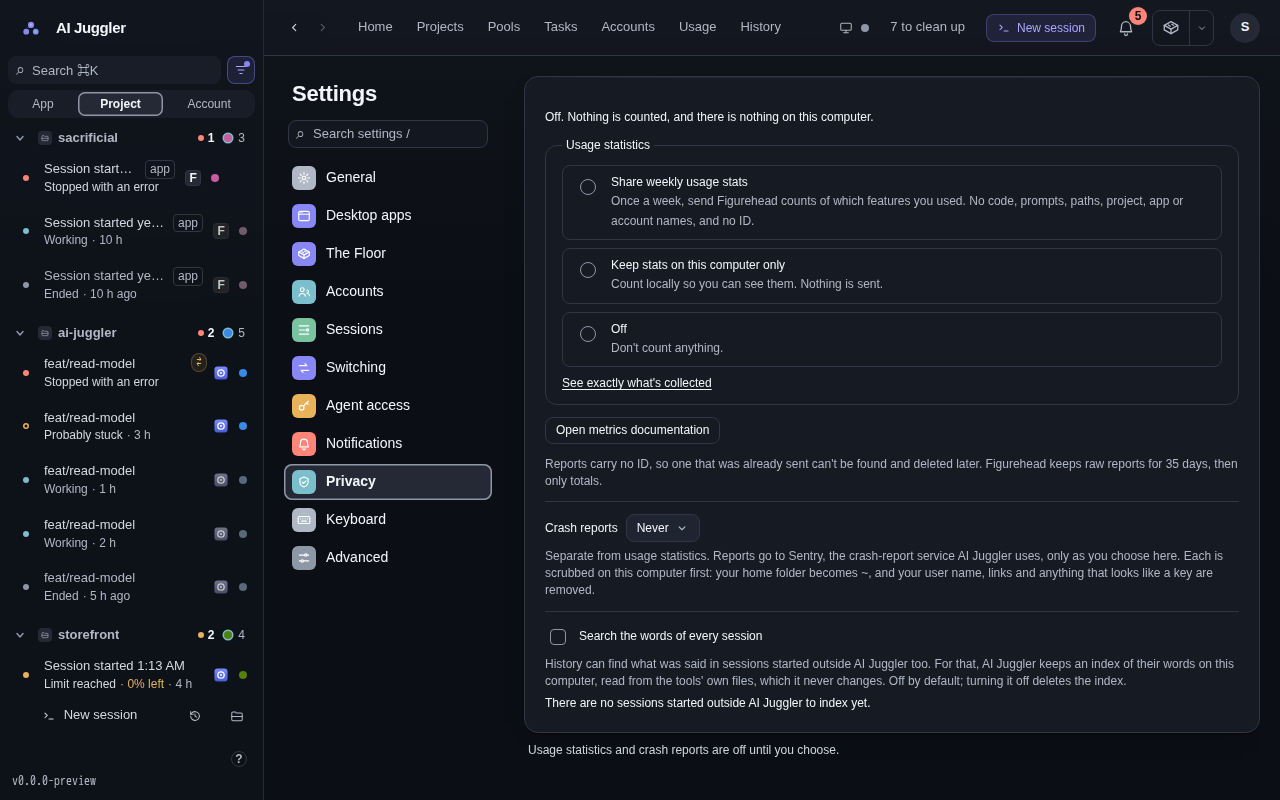 AI Juggler
Search ⌘K
App
Project
Account
sacrificial
1
3
Session start…
app
F
Stopped with an error
Session started ye…
app
F
Working · 10 h
Session started ye…
app
F
Ended · 10 h ago
ai-juggler
2
5
feat/read-model
Stopped with an error
feat/read-model
Probably stuck · 3 h
feat/read-model
Working · 1 h
feat/read-model
Working · 2 h
feat/read-model
Ended · 5 h ago
storefront
2
4
Session started 1:13 AM
Limit reached · 0% left · 4 h
New session
?
v0.0.0-preview
Home
Projects
Pools
Tasks
Accounts
Usage
History
7 to clean up
New session
5
S
Settings
Search settings /
General
Desktop apps
The Floor
Accounts
Sessions
Switching
Agent access
Notifications
Privacy
Keyboard
Advanced
Off. Nothing is counted, and there is nothing on this computer.
Usage statistics
Share weekly usage stats
Once a week, send Figurehead counts of which features you used. No code, prompts, paths, project, app or
account names, and no ID.
Keep stats on this computer only
Count locally so you can see them. Nothing is sent.
Off
Don't count anything.
See exactly what's collected
Open metrics documentation
Reports carry no ID, so one that was already sent can't be found and deleted later. Figurehead keeps raw reports for 35 days, then
only totals.
Crash reports
Never
Separate from usage statistics. Reports go to Sentry, the crash-report service AI Juggler uses, only as you choose here. Each is
scrubbed on this computer first: your home folder becomes ~, and your user name, links and anything that looks like a key are
removed.
Search the words of every session
History can find what was said in sessions started outside AI Juggler too. For that, AI Juggler keeps an index of their words on this
computer, read from the tools' own files, which it never changes. Off by default; turning it off deletes the index.
There are no sessions started outside AI Juggler to index yet.
Usage statistics and crash reports are off until you choose.